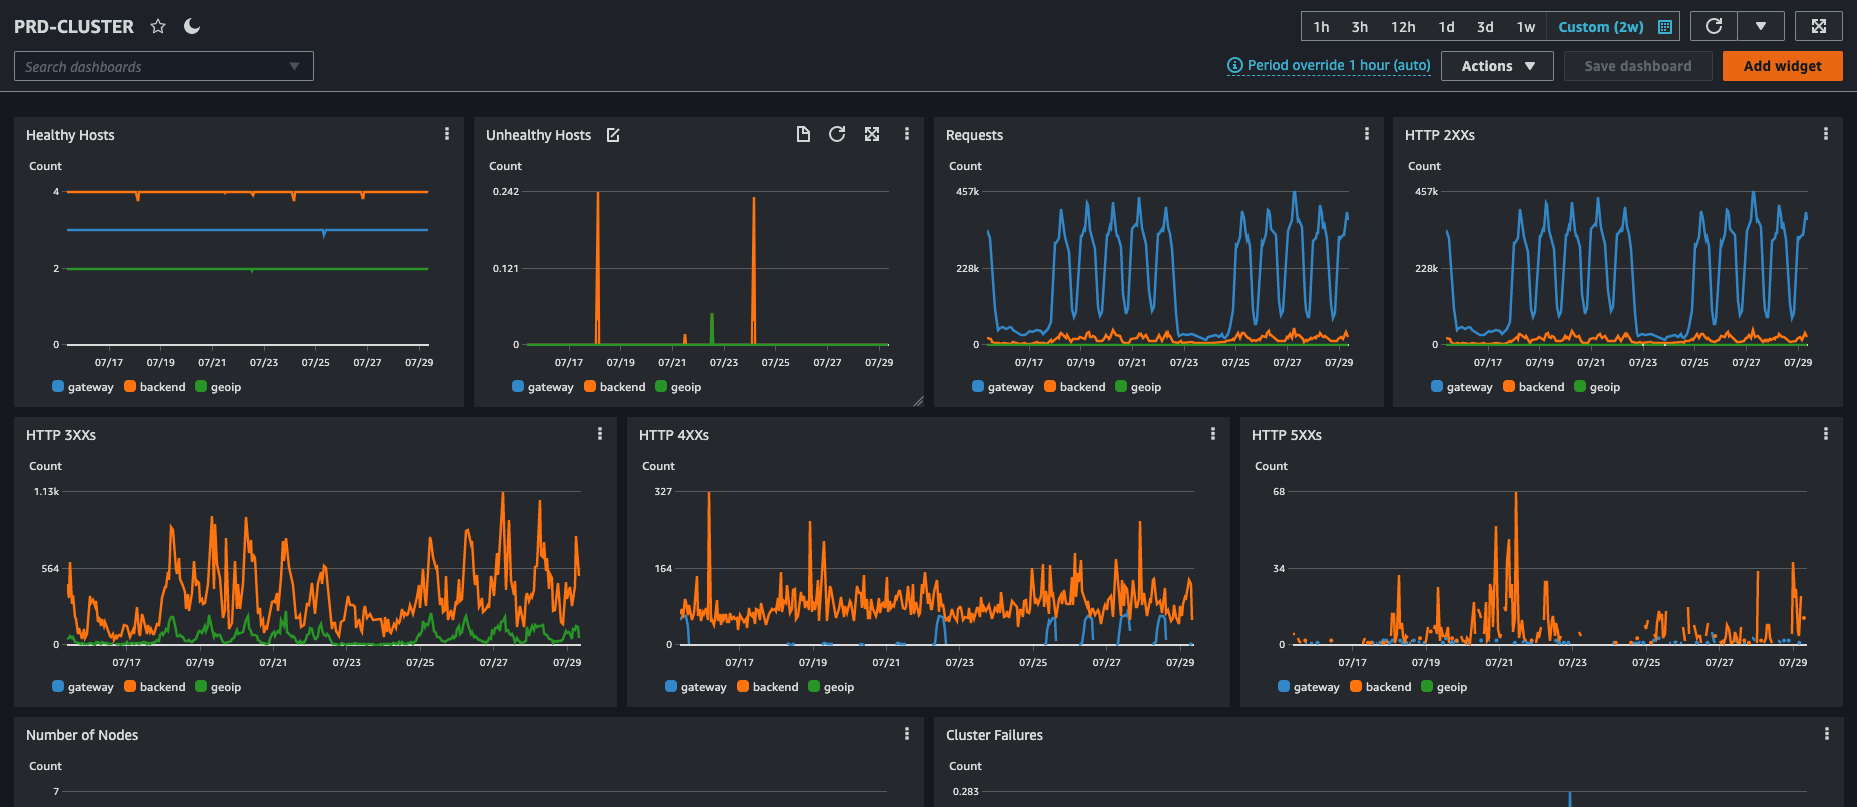 PRD-CLUSTER
1h 3h 12h 1d 3d 1w Custom (2w)
Search dashboards
Period override 1 hour (auto)
Actions
Save dashboard
Add widget
Healthy Hosts
Count
4
2
0
07/17 07/19 07/21 07/23 07/25 07/27 07/29
gateway backend geoip
Unhealthy Hosts
Count
0.242
0.121
0
07/17 07/19 07/21 07/23 07/25 07/27 07/29
gateway backend geoip
Requests
Count
457k
228k
0
07/17 07/19 07/21 07/23 07/25 07/27 07/29
gateway backend geoip
HTTP 2XXs
Count
457k
228k
0
07/17 07/19 07/21 07/23 07/25 07/27 07/29
gateway backend geoip
HTTP 3XXs
Count
1.13k
564
0
07/17 07/19 07/21 07/23 07/25 07/27 07/29
gateway backend geoip
HTTP 4XXs
Count
327
164
0
07/17 07/19 07/21 07/23 07/25 07/27 07/29
gateway backend geoip
HTTP 5XXs
Count
68
34
0
07/17 07/19 07/21 07/23 07/25 07/27 07/29
gateway backend geoip
Number of Nodes
Count
7
Cluster Failures
Count
0.283